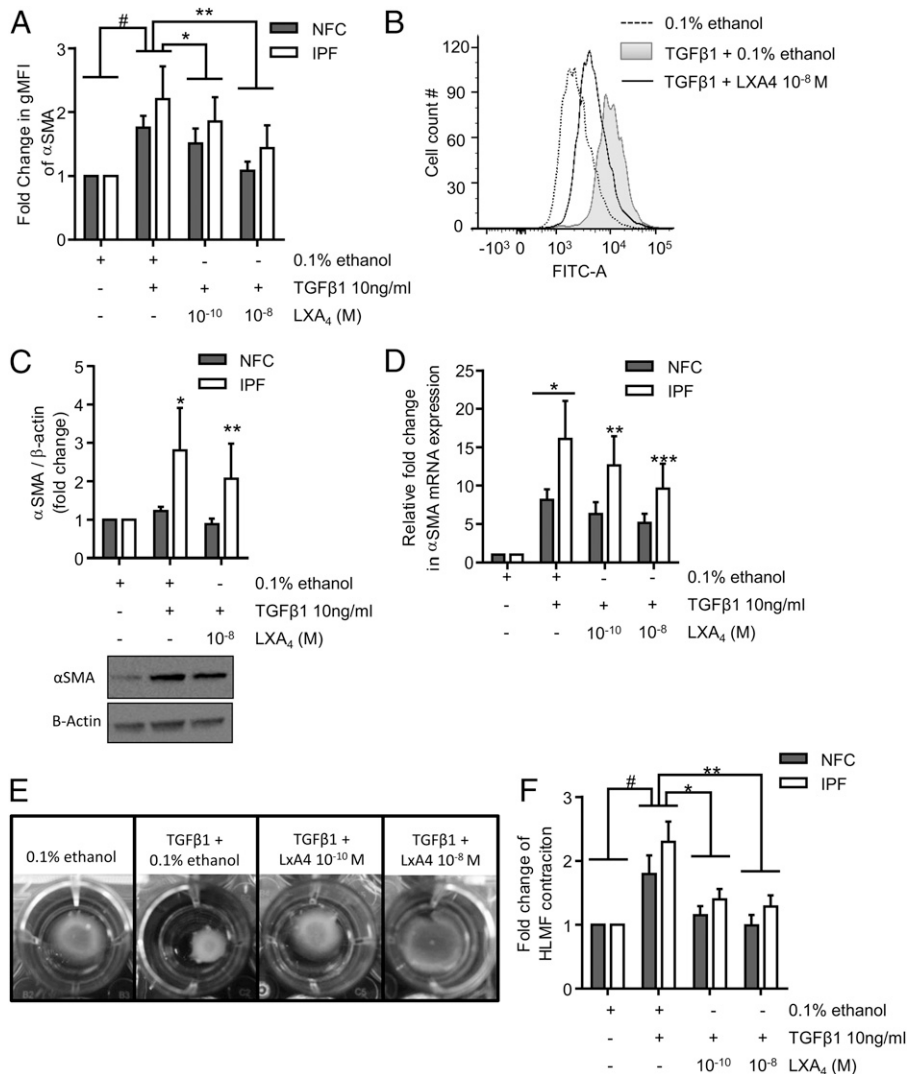 A
Fold Change in gMFI
of αSMA
3
2
1
0
#
*
**
NFC
IPF
+ + - - 0.1% ethanol
- + + + TGFβ1 10ng/ml
- - 10⁻¹⁰ 10⁻⁸ LXA₄ (M)
B
Cell count #
120
90
60
30
0
-10³ 0 10³ 10⁴ 10⁵
FITC-A
0.1% ethanol
TGFβ1 + 0.1% ethanol
TGFβ1 + LXA4 10⁻⁸ M
C
αSMA / β-actin
(fold change)
5
4
3
2
1
0
NFC
IPF
*
**
+ + - 0.1% ethanol
- + + TGFβ1 10ng/ml
- - 10⁻⁸ LXA₄ (M)
αSMA
B-Actin
D
Relative fold change
in αSMA mRNA expression
25
20
15
10
5
0
NFC
IPF
*
**
***
+ + - - 0.1% ethanol
- + + + TGFβ1 10ng/ml
- - 10⁻¹⁰ 10⁻⁸ LXA₄ (M)
E
0.1% ethanol
TGFβ1 +
0.1% ethanol
TGFβ1 +
LxA4 10⁻¹⁰ M
TGFβ1 +
LxA4 10⁻⁸ M
B2
B3
C2
C5
F
Fold change of
HLMF contraciton
3
2
1
0
#
*
**
NFC
IPF
+ + - - 0.1% ethanol
- + + + TGFβ1 10ng/ml
- - 10⁻¹⁰ 10⁻⁸ LXA₄ (M)